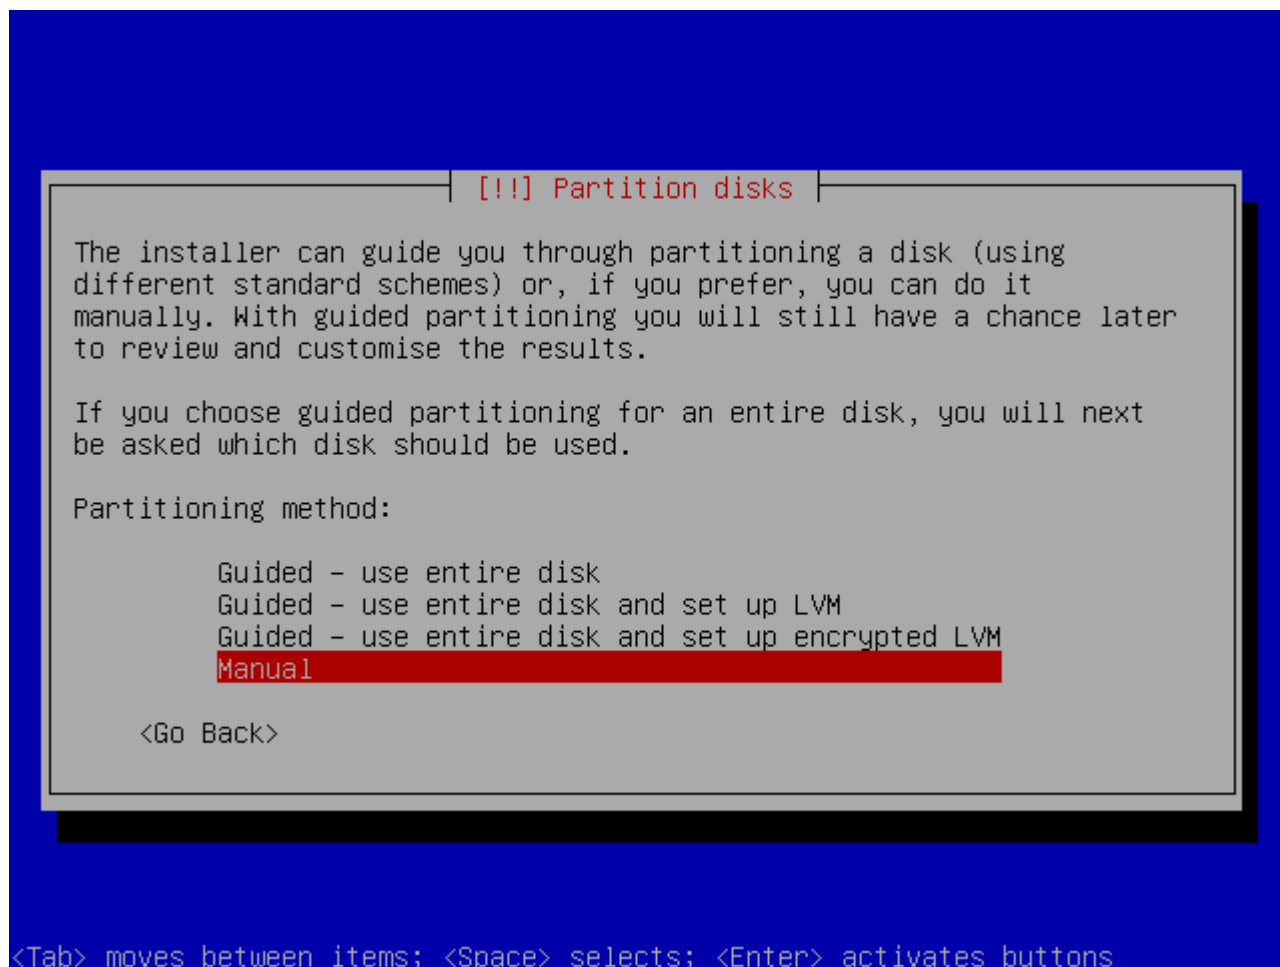 [!!] Partition disks
The installer can guide you through partitioning a disk (using
different standard schemes) or, if you prefer, you can do it
manually. With guided partitioning you will still have a chance later
to review and customise the results.
If you choose guided partitioning for an entire disk, you will next
be asked which disk should be used.
Partitioning method:
Guided - use entire disk
Guided - use entire disk and set up LVM
Guided - use entire disk and set up encrypted LVM
Manual
<Go Back>
<Tab> moves between items; <Space> selects; <Enter> activates buttons